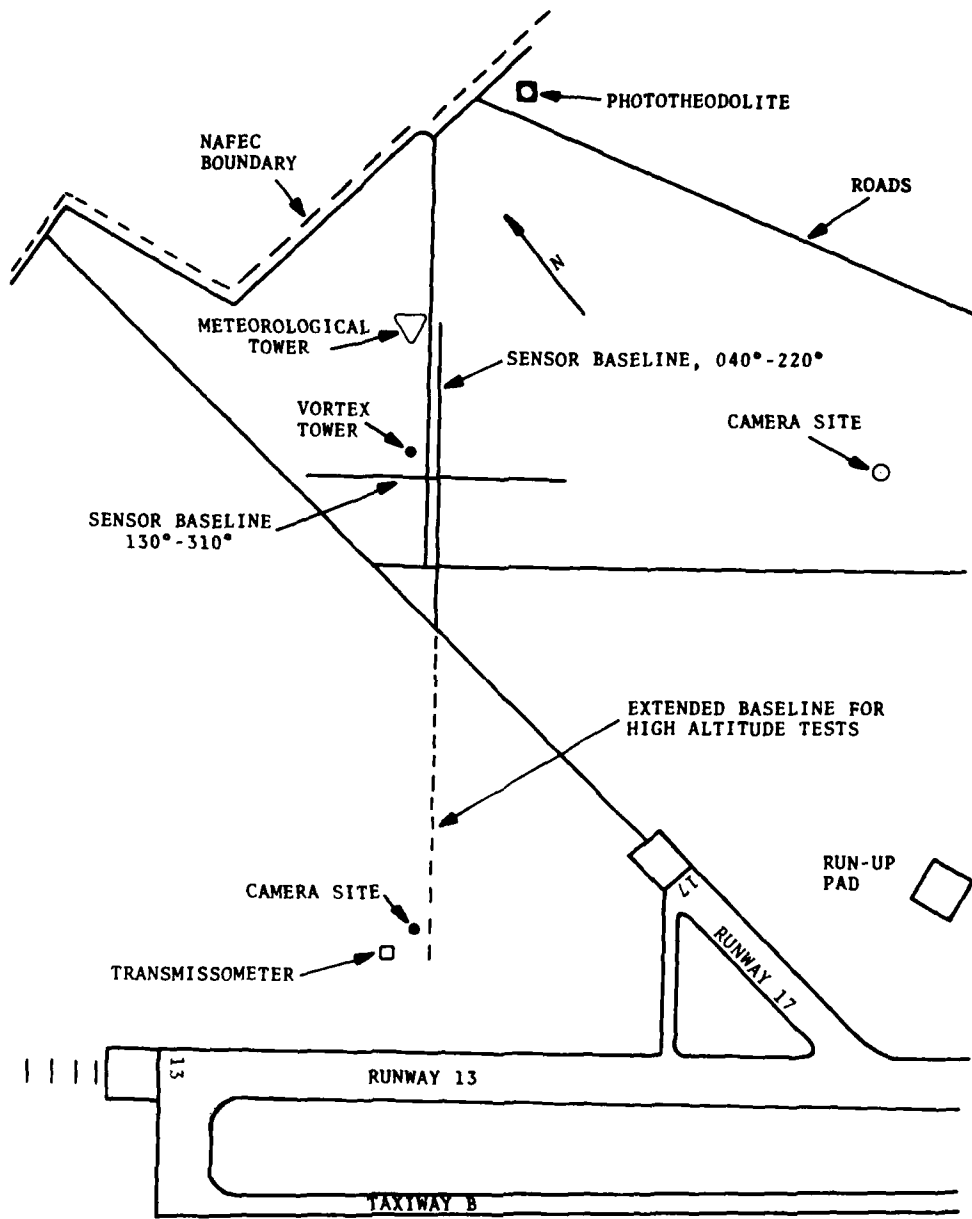 PHOTOTHEODOLITE
NAFEC
BOUNDARY
ROADS
N
METEOROLOGICAL
TOWER
SENSOR BASELINE, 040°-220°
VORTEX
TOWER
CAMERA SITE
SENSOR BASELINE
130°-310°
EXTENDED BASELINE FOR
HIGH ALTITUDE TESTS
RUN-UP
PAD
17
CAMERA SITE
RUNWAY 17
TRANSMISSOMETER
13
RUNWAY 13
TAXIWAY B